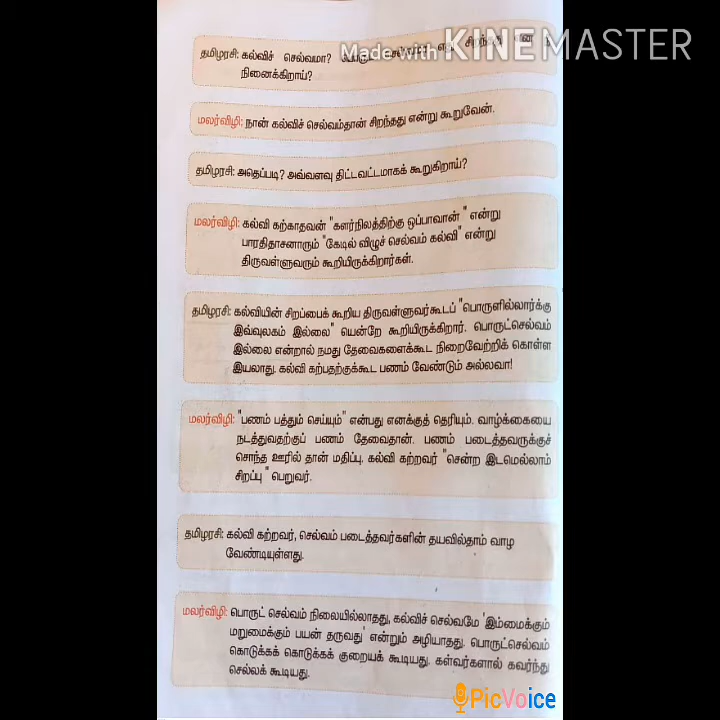 Made with KINEMASTER
தமிழரசி: கல்விச் செல்வமா?
நினைக்கிறாய்?
மலர்விழி: நான் கல்விச் செல்வம்தான் சிறந்தது என்று கூறுவேன்.
தமிழரசி: அதெப்படி? அவ்வளவு திட்டவட்டமாகக் கூறுகிறாய்?
மலர்விழி: கல்வி கற்காதவன் "களர்நிலத்திற்கு ஒப்பாவான் " என்று
பாரதிதாசனாரும் "கேடில் விழுச் செல்வம் கல்வி" என்று
திருவள்ளுவரும் கூறியிருக்கிறார்கள்.
தமிழரசி: கல்வியின் சிறப்பைக் கூறிய திருவள்ளுவர்கூடப் "பொருளில்லார்க்கு
இவ்வுலகம் இல்லை" யென்றே கூறியிருக்கிறார். பொருட்செல்வம்
இல்லை என்றால் நமது தேவைகளைக்கூட நிறைவேற்றிக் கொள்ள
இயலாது. கல்வி கற்பதற்குக்கூட பணம் வேண்டும் அல்லவா!
மலர்விழி: "பணம் பத்தும் செய்யும்" என்பது எனக்குத் தெரியும். வாழ்க்கையை
நடத்துவதற்குப் பணம் தேவைதான். பணம் படைத்தவருக்குச்
சொந்த ஊரில் தான் மதிப்பு. கல்வி கற்றவர் "சென்ற இடமெல்லாம்
சிறப்பு " பெறுவர்.
தமிழரசி: கல்வி கற்றவர், செல்வம் படைத்தவர்களின் தயவில்தாம் வாழ
வேண்டியுள்ளது.
மலர்விழி: பொருட் செல்வம் நிலையில்லாதது, கல்விச் செல்வமே 'இம்மைக்கும்
மறுமைக்கும் பயன் தருவது' என்றும் அழியாதது. பொருட்செல்வம்
கொடுக்கக் கொடுக்கக் குறையக் கூடியது. கள்வர்களால் கவர்ந்து
செல்லக் கூடியது.
PicVoice